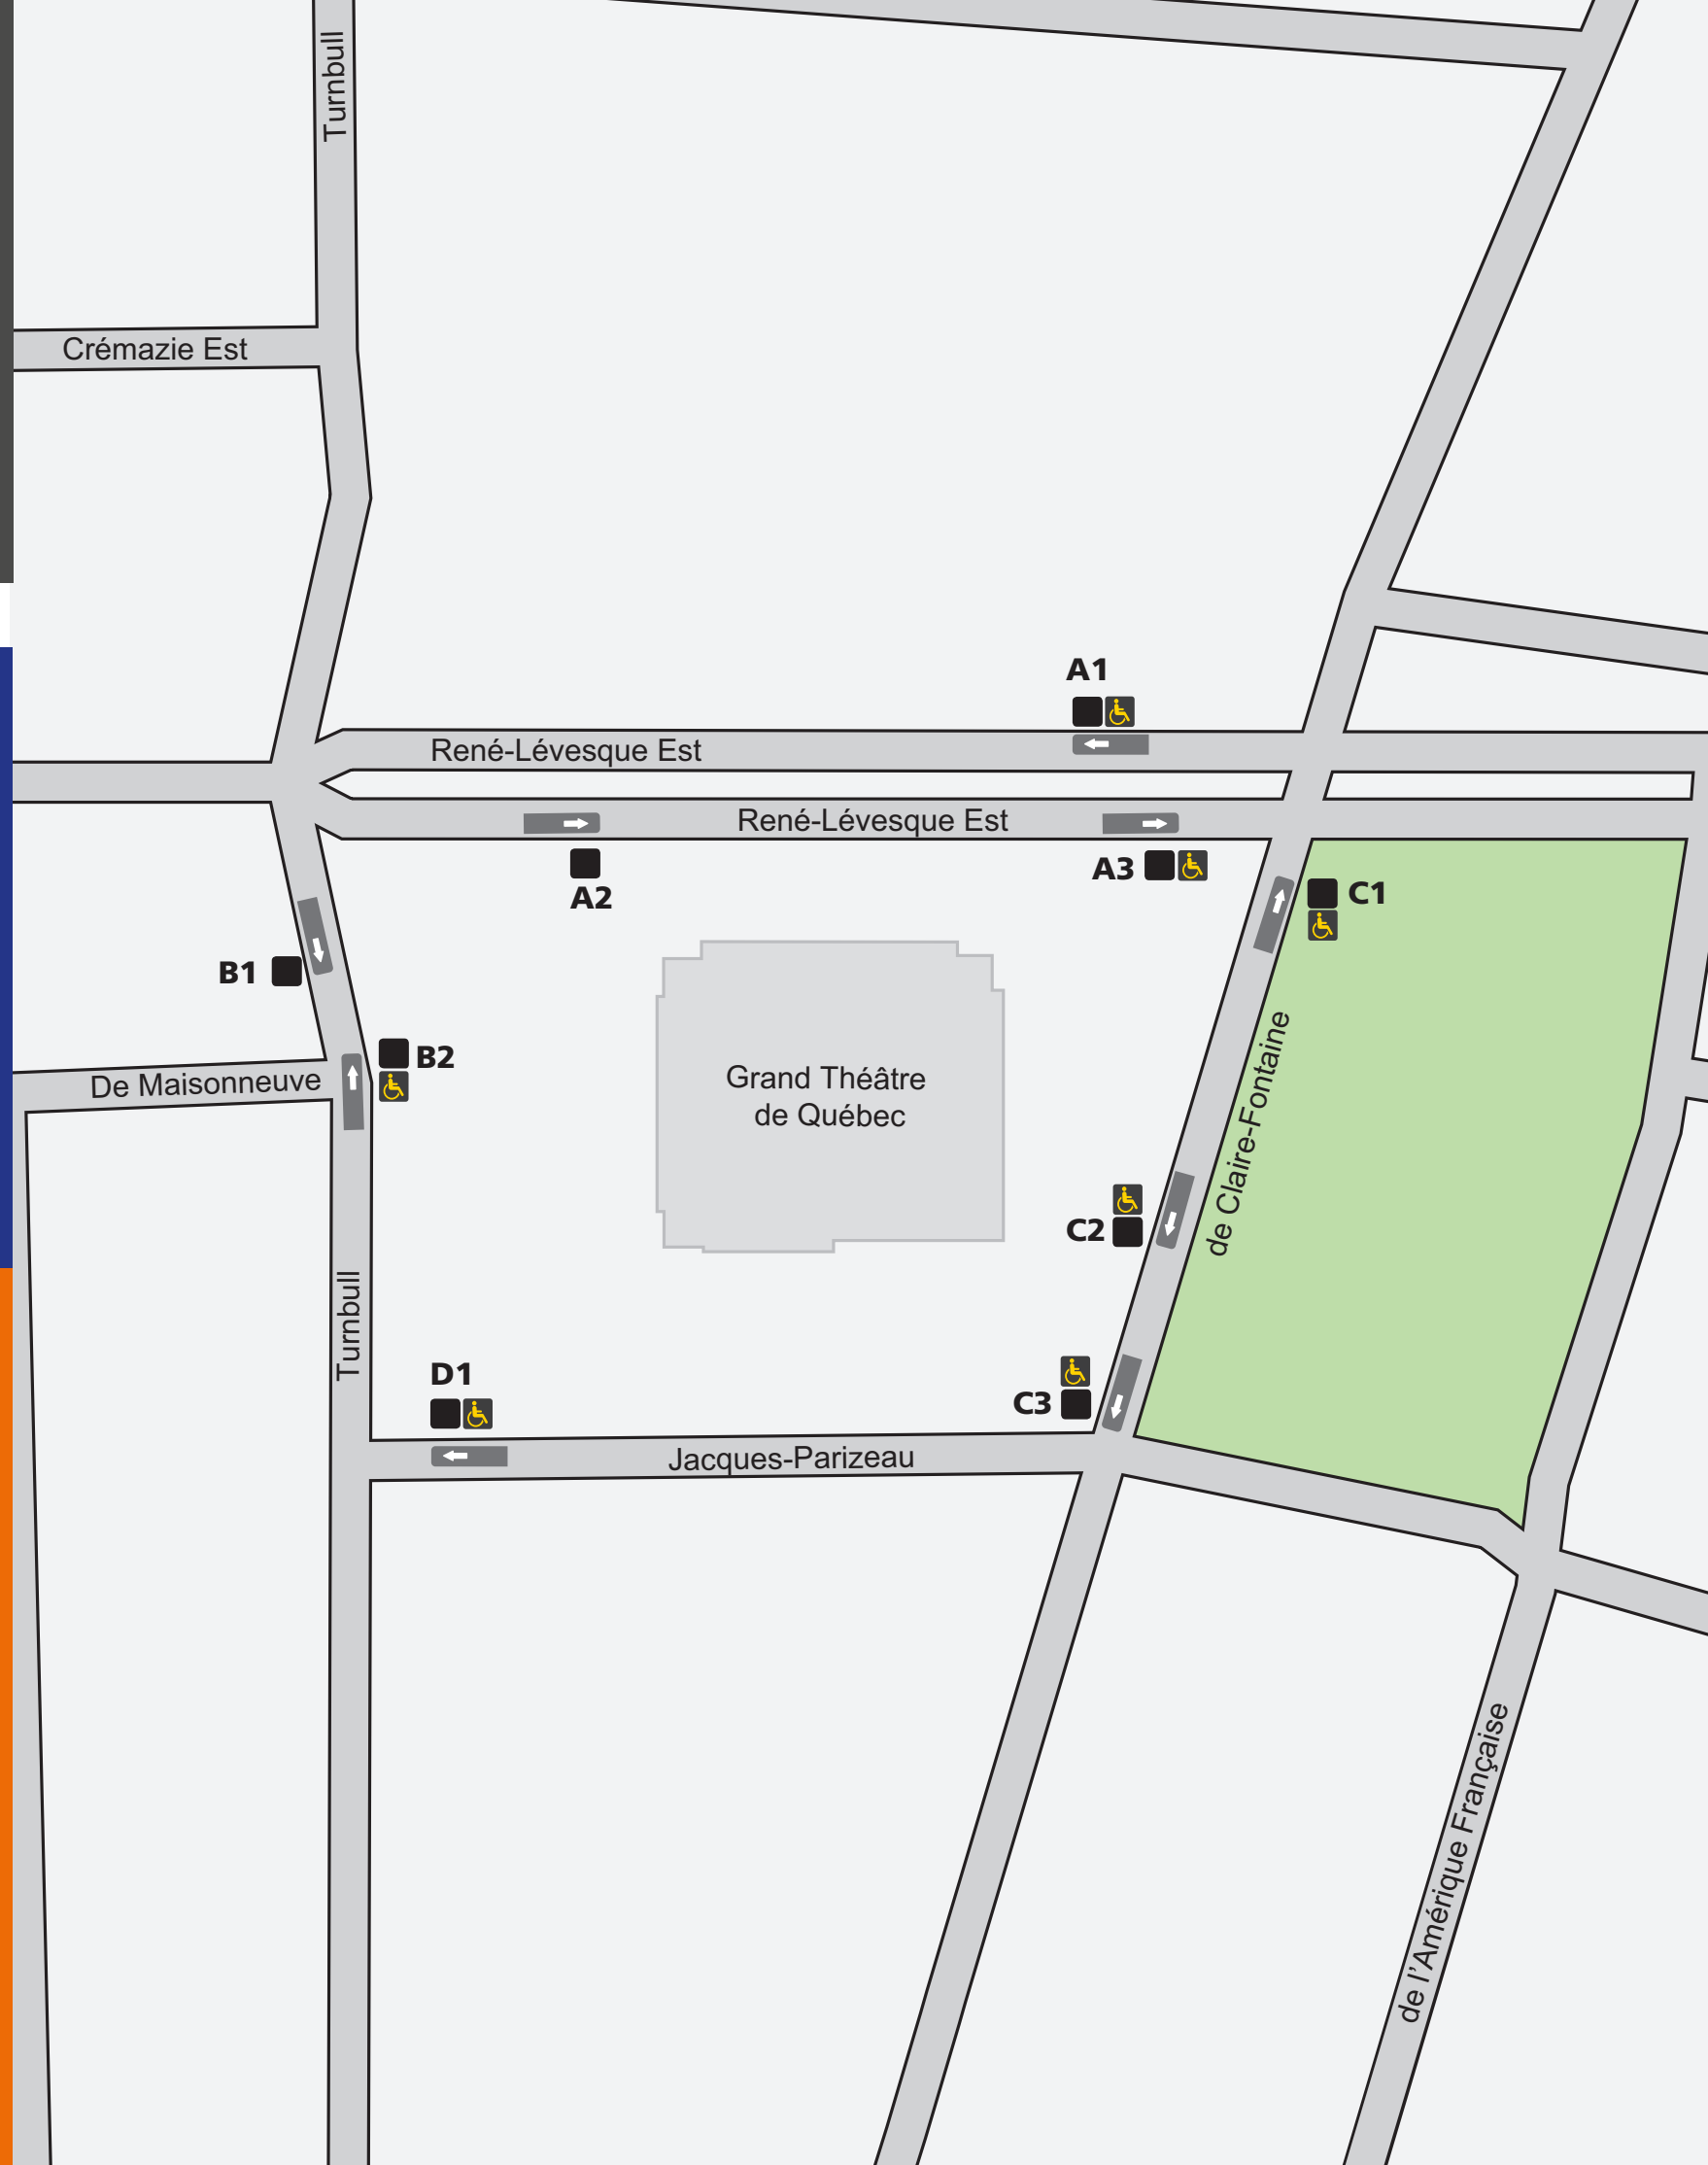 Turnbull
Crémazie Est
A1
René-Lévesque Est
René-Lévesque Est
A2
A3
C1
B1
B2
De Maisonneuve
Grand Théâtre
de Québec
de Claire-Fontaine
C2
Turnbull
D1
C3
Jacques-Parizeau
de l'Amérique Française